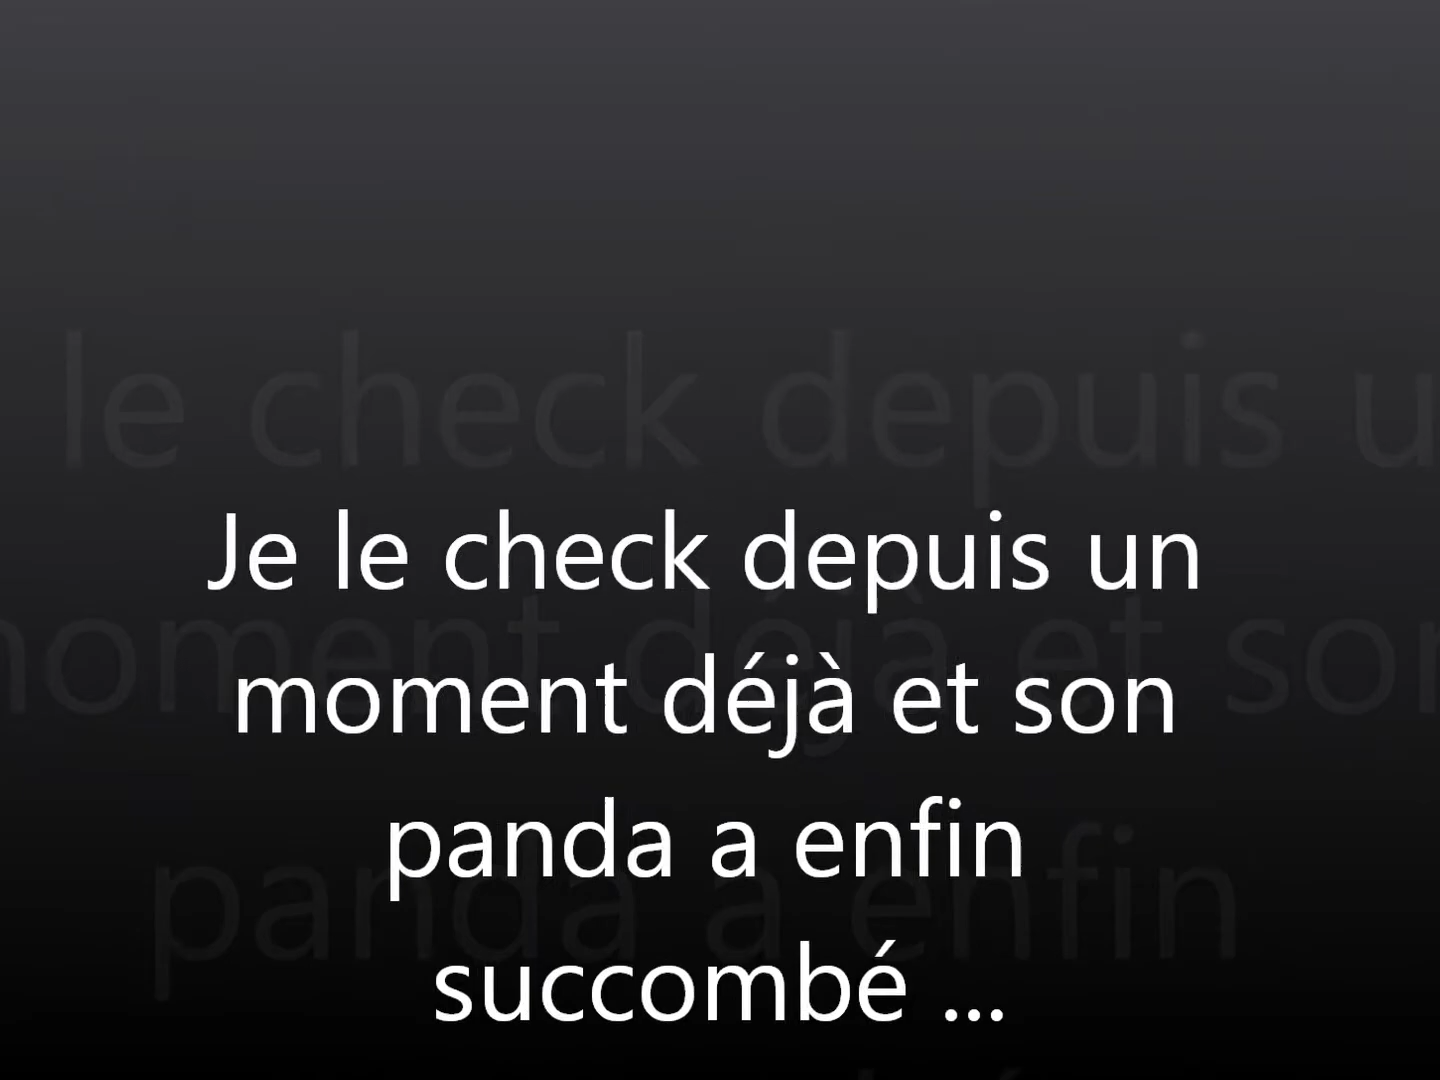 Je le check depuis un
moment déjà et son
panda a enfin
succombé ...